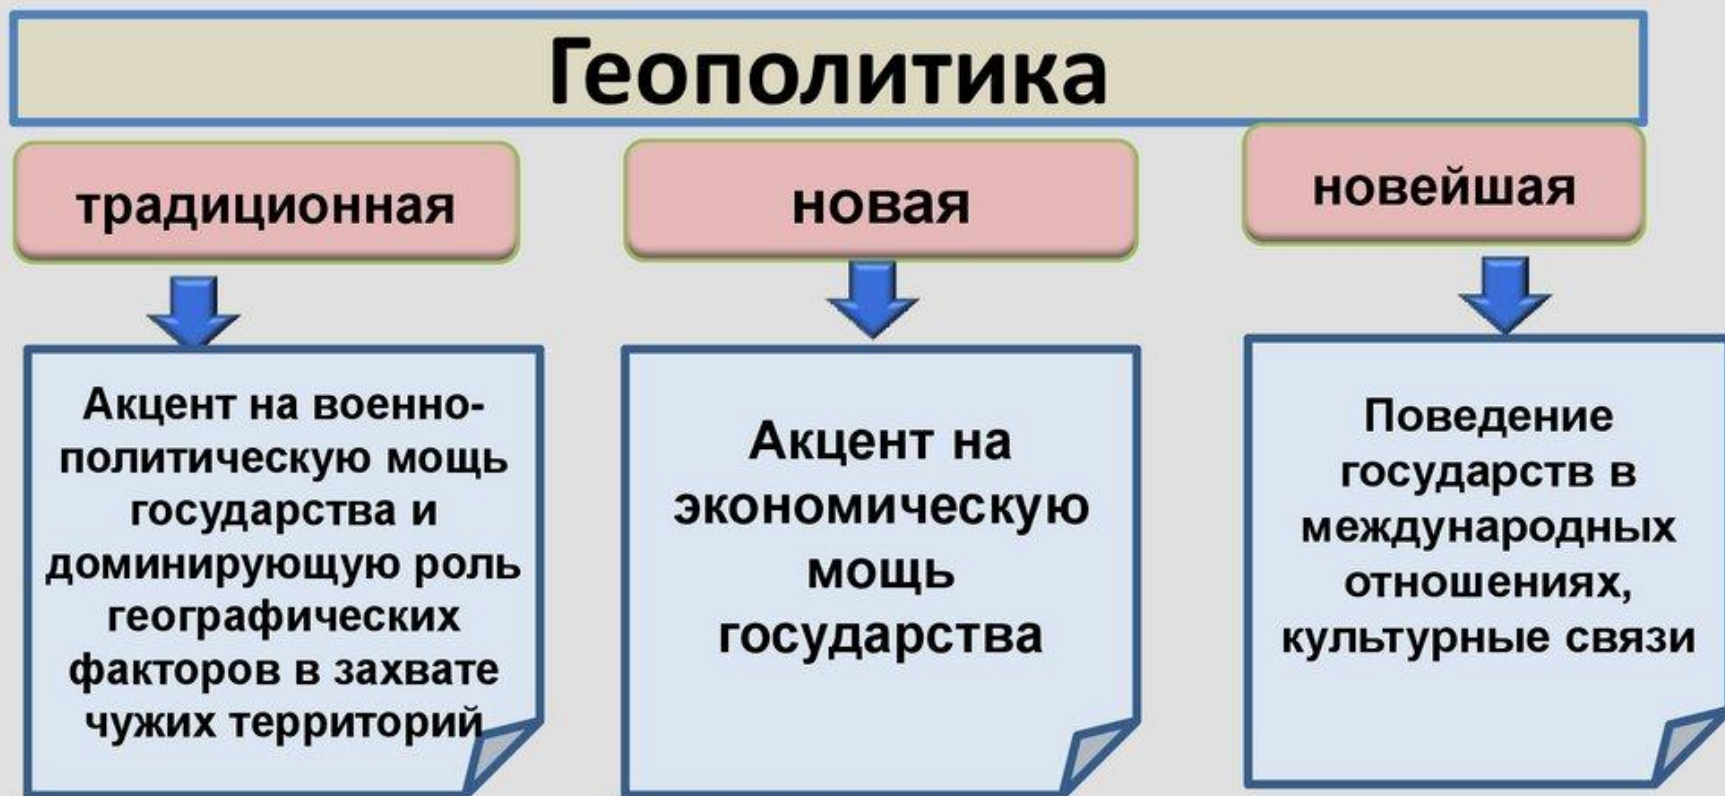 Геополитика
традиционная
Акцент на военно-
политическую мощь
государства и
доминирующую роль
географических
факторов в захвате
чужих территорий
новая
Акцент на
экономическую
мощь
государства
новейшая
Поведение
государств в
международных
отношениях,
культурные связи